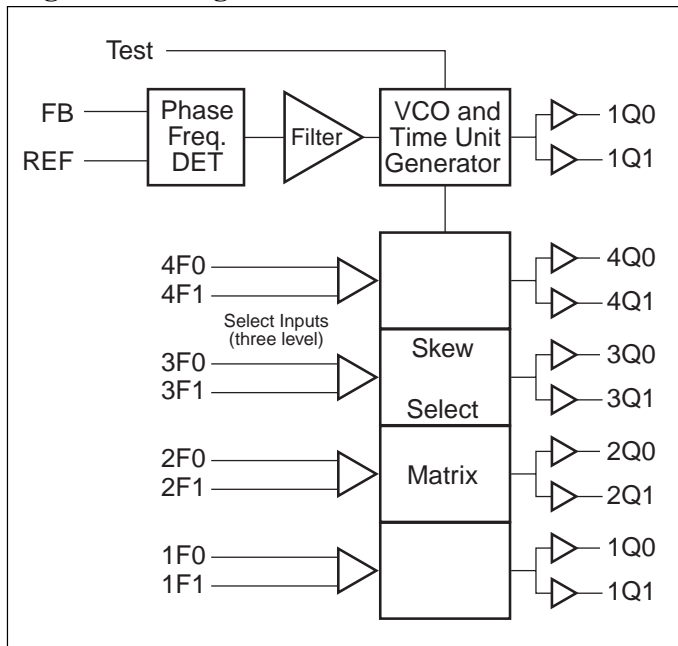 Test
FB
REF
Phase
Freq.
DET
Filter
VCO and
Time Unit
Generator
1Q0
1Q1
4F0
4F1
4Q0
4Q1
Select Inputs
(three level)
3F0
3F1
Skew
Select
3Q0
3Q1
2F0
2F1
Matrix
2Q0
2Q1
1F0
1F1
1Q0
1Q1